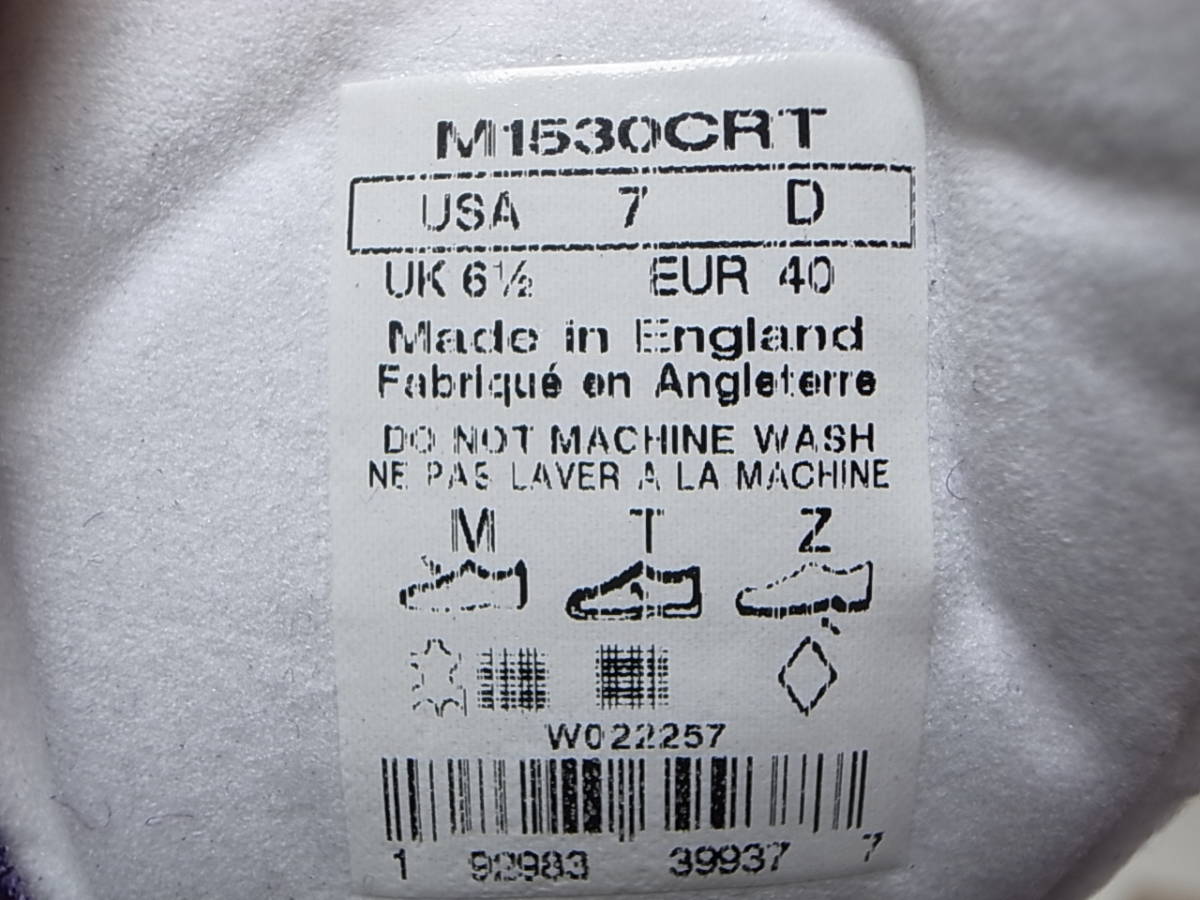 M1530CRT
USA 7 D
UK 6½ EUR 40
Made in England
Fabriqué en Angleterre
DO NOT MACHINE WASH
NE PAS LAVER A LA MACHINE
M T Z
W022257
1 92983 39937 7